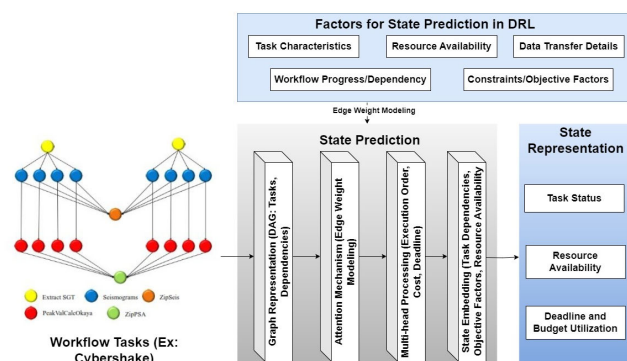 Factors for State Prediction in DRL
Task Characteristics
Resource Availability
Data Transfer Details
Workflow Progress/Dependency
Constraints/Objective Factors
Edge Weight Modeling
State Prediction
Graph Representation (DAG: Tasks,
Dependencies)
Attention Mechanism (Edge Weight
Modeling)
Multi-head Processing (Execution Order,
Cost, Deadline)
State Embedding (Task Dependencies,
Objective Factors, Resource Availability
State
Representation
Task Status
Resource
Availability
Deadline and
Budget Utilization
Extract SGT
Seismograms
ZipSeis
PeakValCalcOkaya
ZipPSA
Workflow Tasks (Ex:
Cybershake)